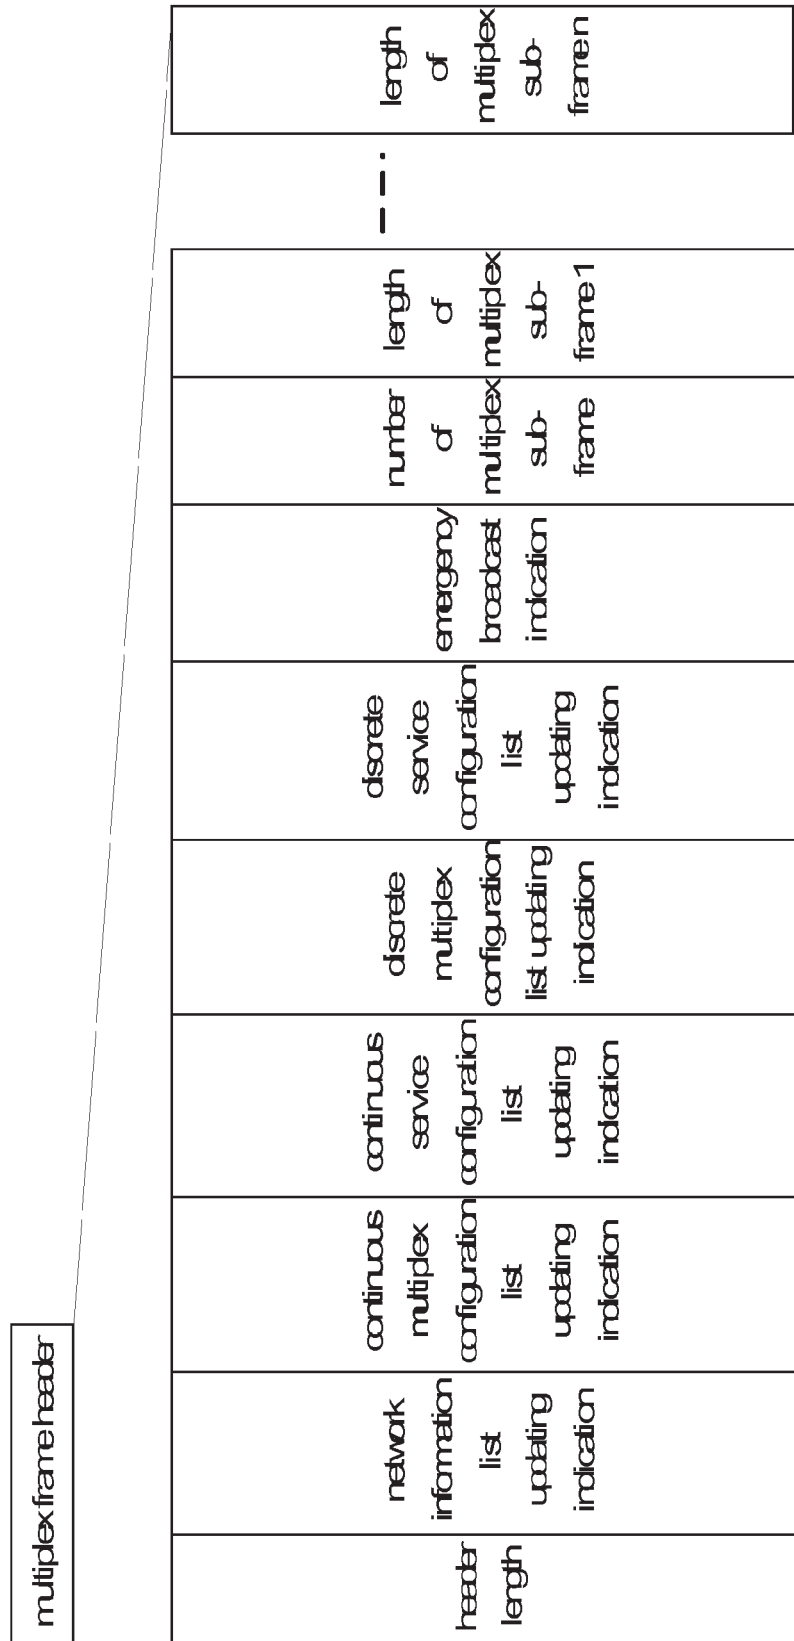 multiplex frame header
header
length
network
information
list
updating
indication
continuous
multiplex
configuration
list
updating
indication
continuous
service
configuration
list
updating
indication
discrete
multiplex
configuration
list updating
indication
discrete
service
configuration
list
updating
indication
emergency
broadcast
indication
number
of
multiplex
sub-
frame
length
of
multiplex
sub-
frame 1
length
of
multiplex
sub-
frame n